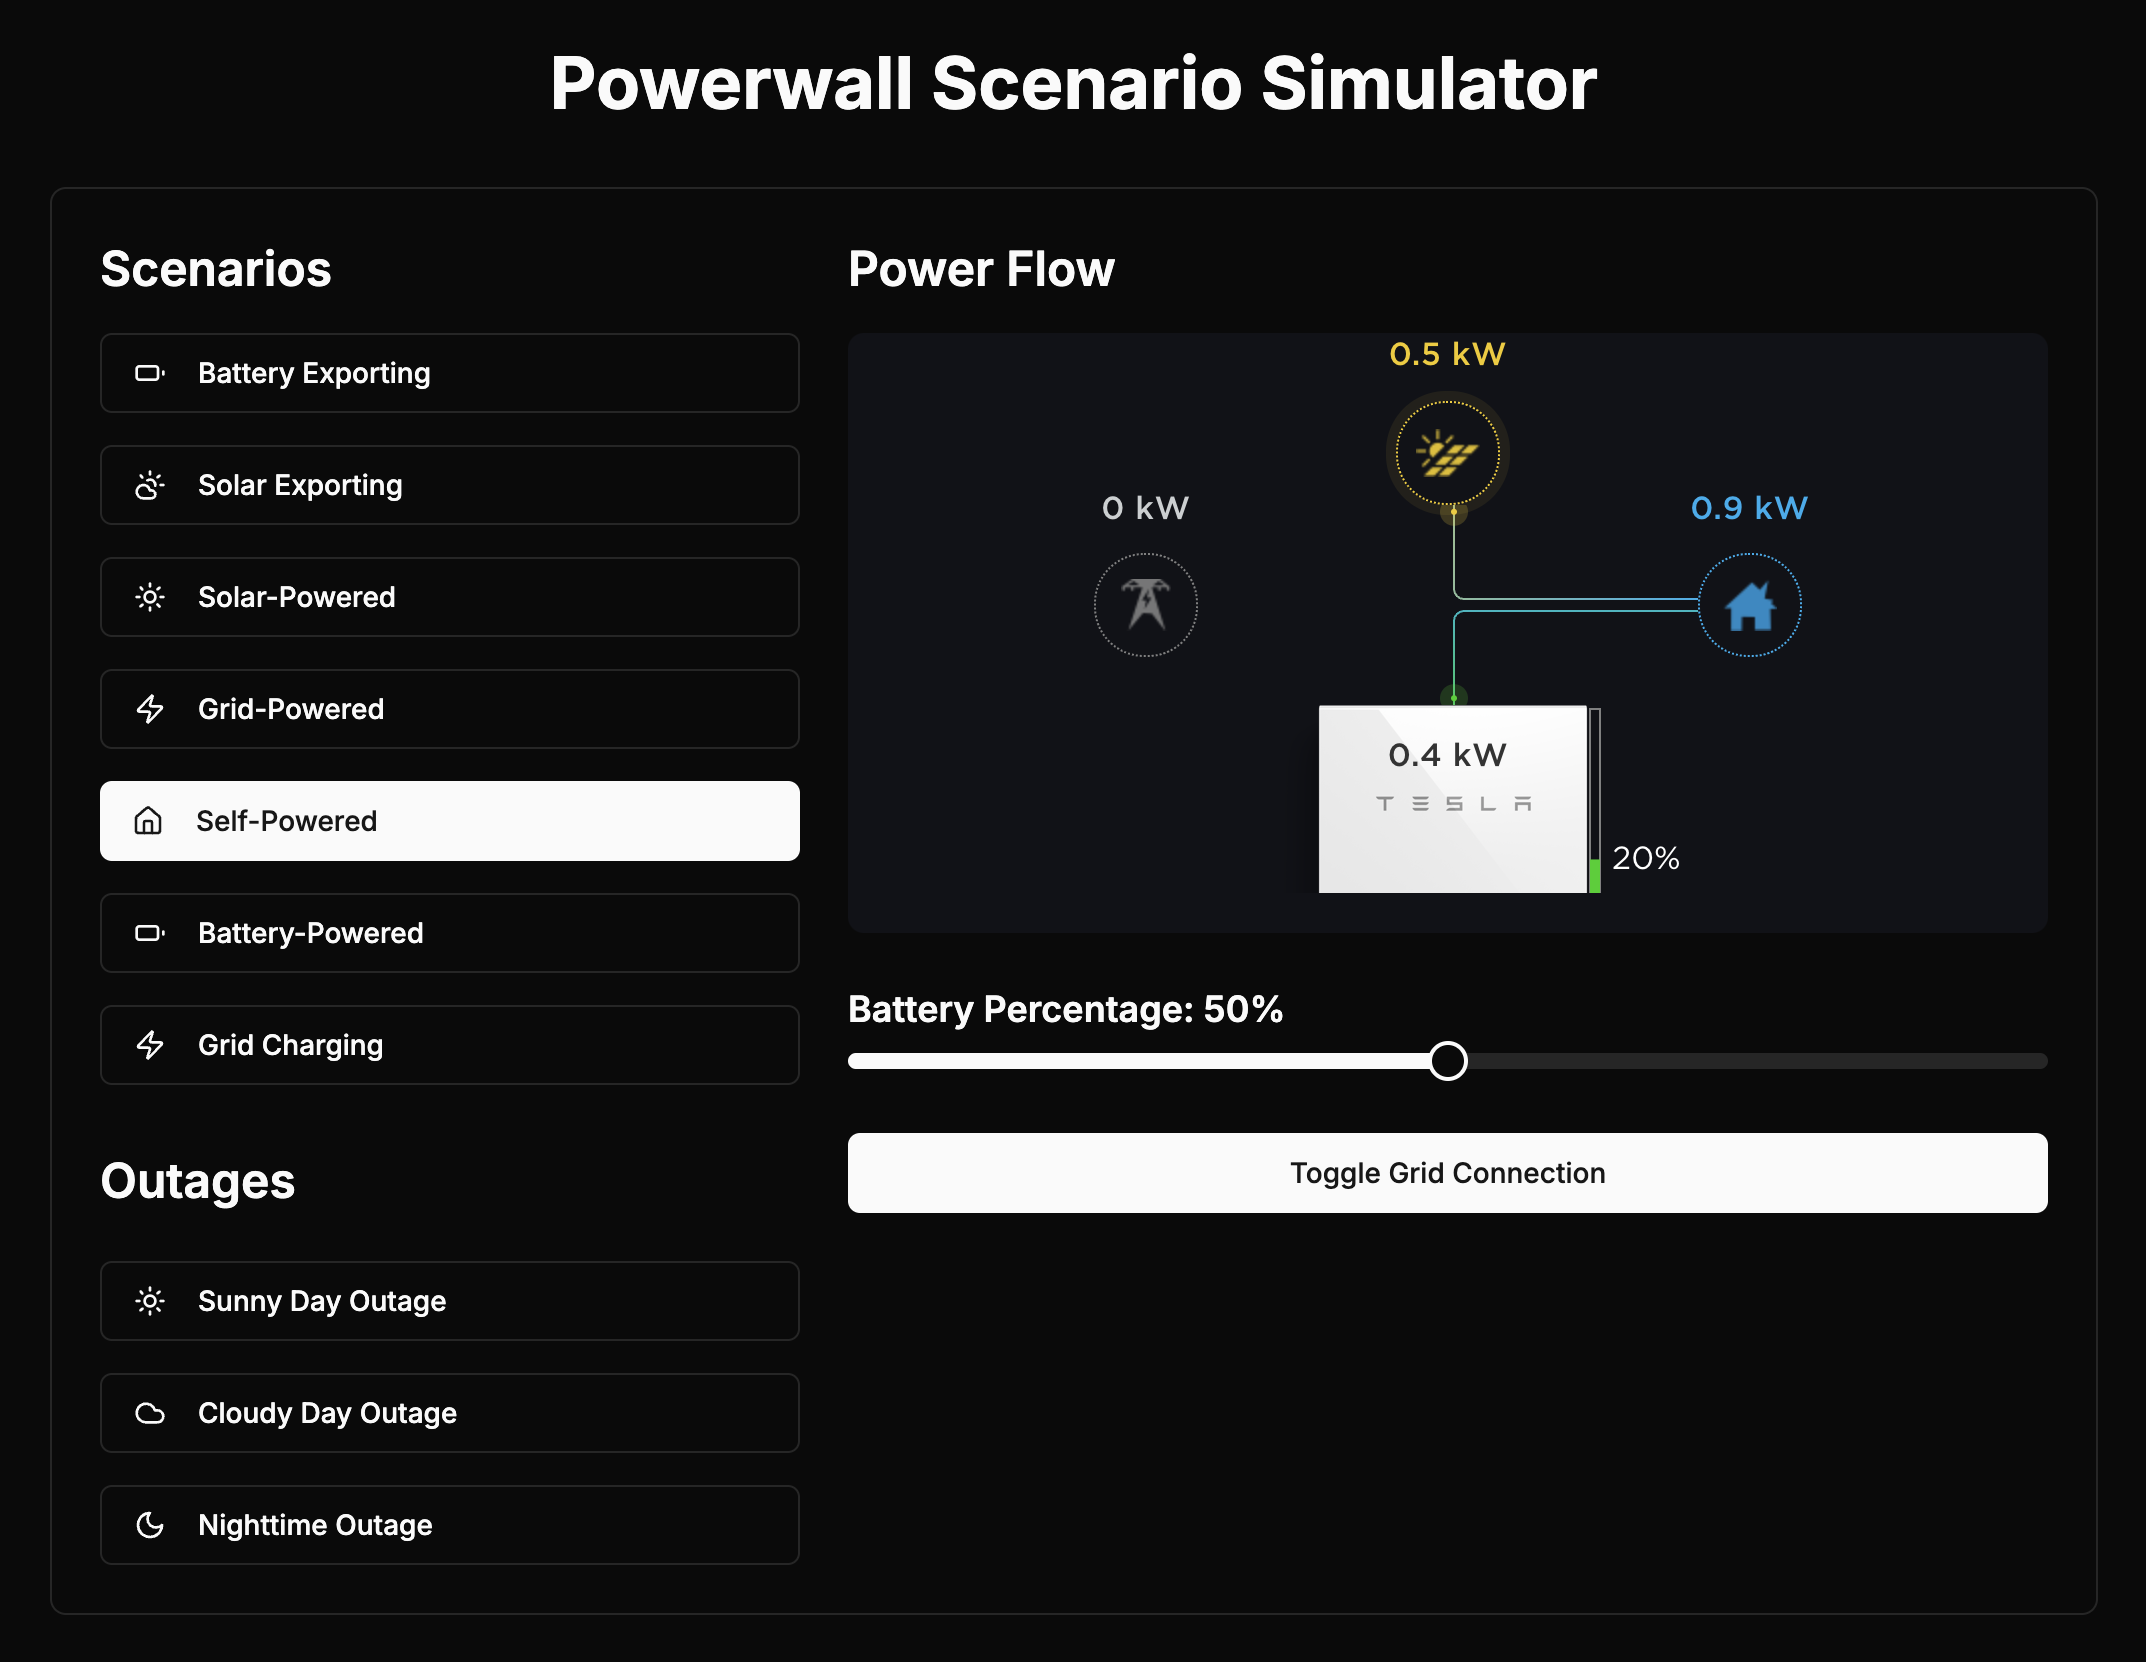 Powerwall Scenario Simulator
Scenarios
Battery Exporting
Solar Exporting
Solar-Powered
Grid-Powered
Self-Powered
Battery-Powered
Grid Charging
Outages
Sunny Day Outage
Cloudy Day Outage
Nighttime Outage
Power Flow
0.5 kW
0 kW
0.9 kW
0.4 kW
TESLA
20%
Battery Percentage: 50%
Toggle Grid Connection